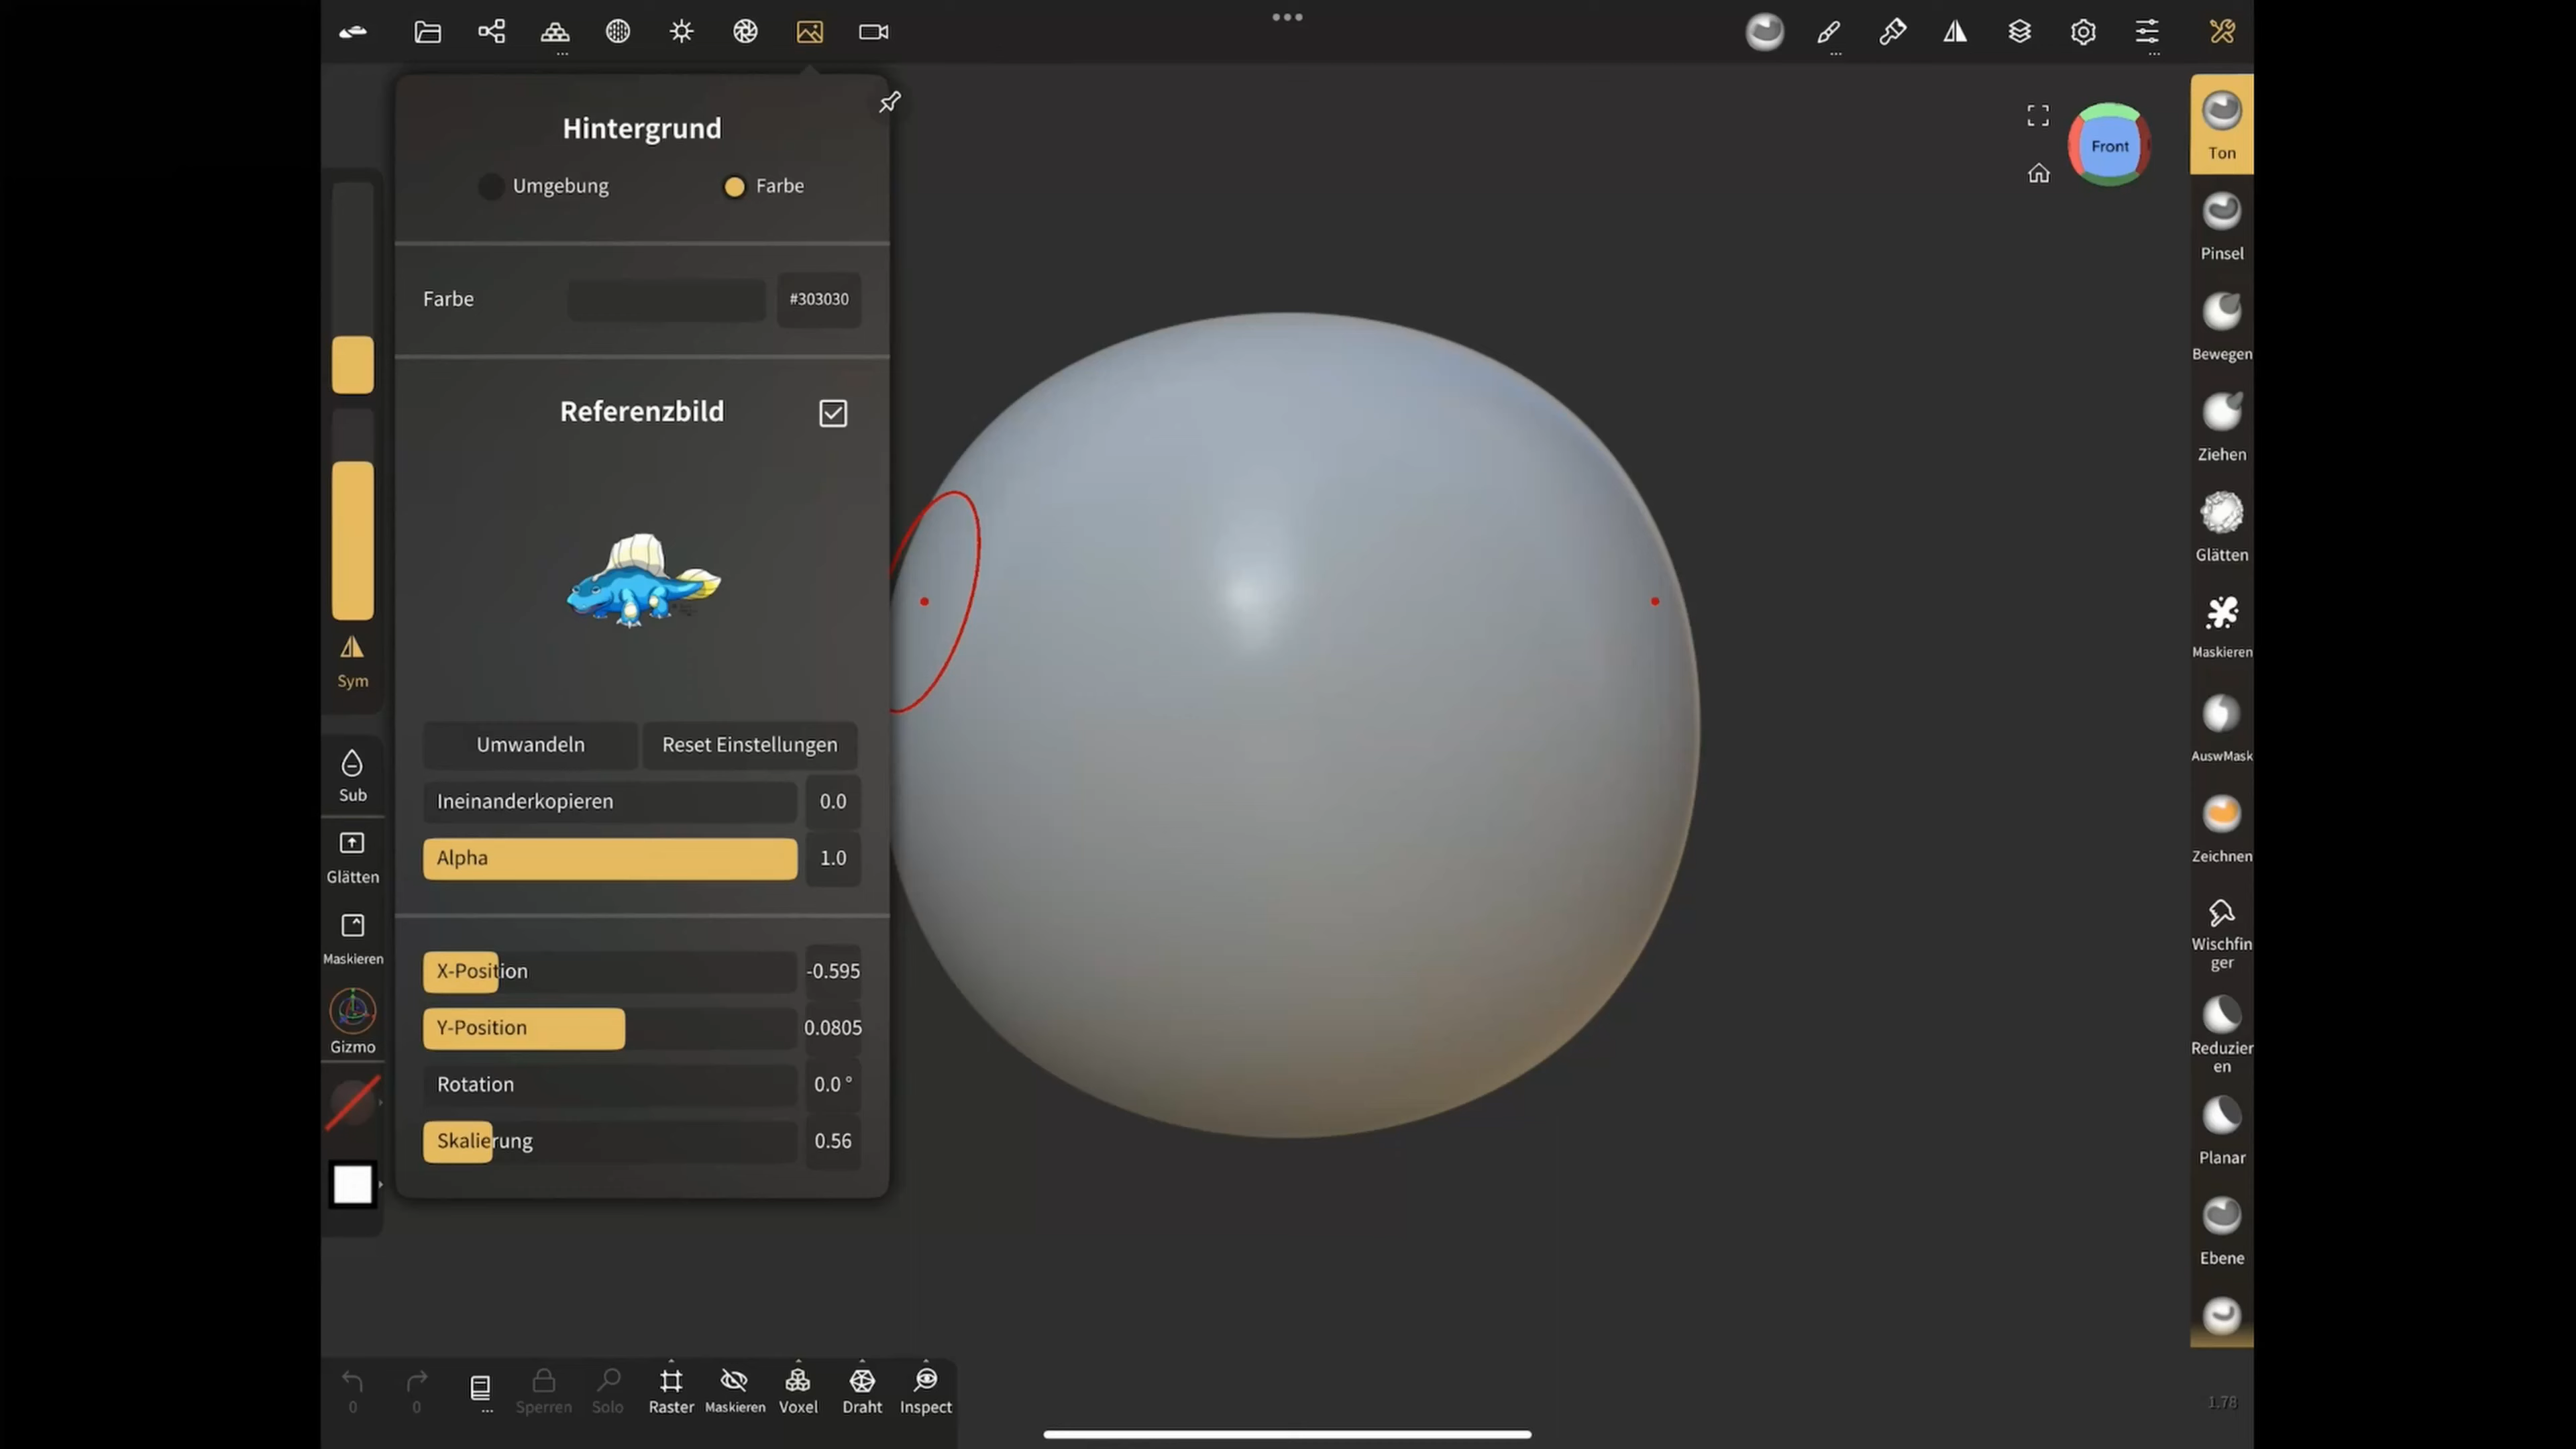 Hintergrund
Umgebung
Farbe
Farbe
#303030
Referenzbild
Umwandeln
Reset Einstellungen
Ineinanderkopieren
0.0
Alpha
1.0
X-Position
-0.595
Y-Position
0.0805
Rotation
0.0 °
Skalierung
0.56
Sym
Sub
Glätten
Maskieren
Gizmo
0
0
Sperren
Solo
Raster
Maskieren
Voxel
Draht
Inspect
Front
Ton
Pinsel
Bewegen
Ziehen
Glätten
Maskieren
AuswMask
Zeichnen
Wischfin
ger
Reduzier
en
Planar
Ebene
1.78